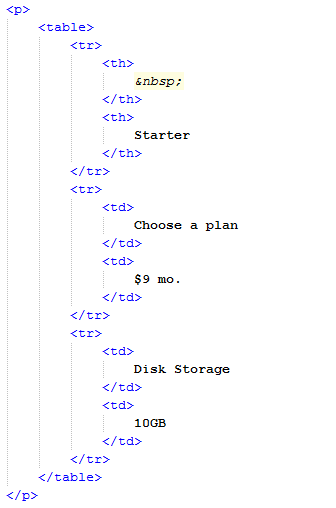 <p>
<table>
<tr>
<th>
&nbsp;
</th>
<th>
Starter
</th>
</tr>
<tr>
<td>
Choose a plan
</td>
<td>
$9 mo.
</td>
</tr>
<tr>
<td>
Disk Storage
</td>
<td>
10GB
</td>
</tr>
</table>
</p>